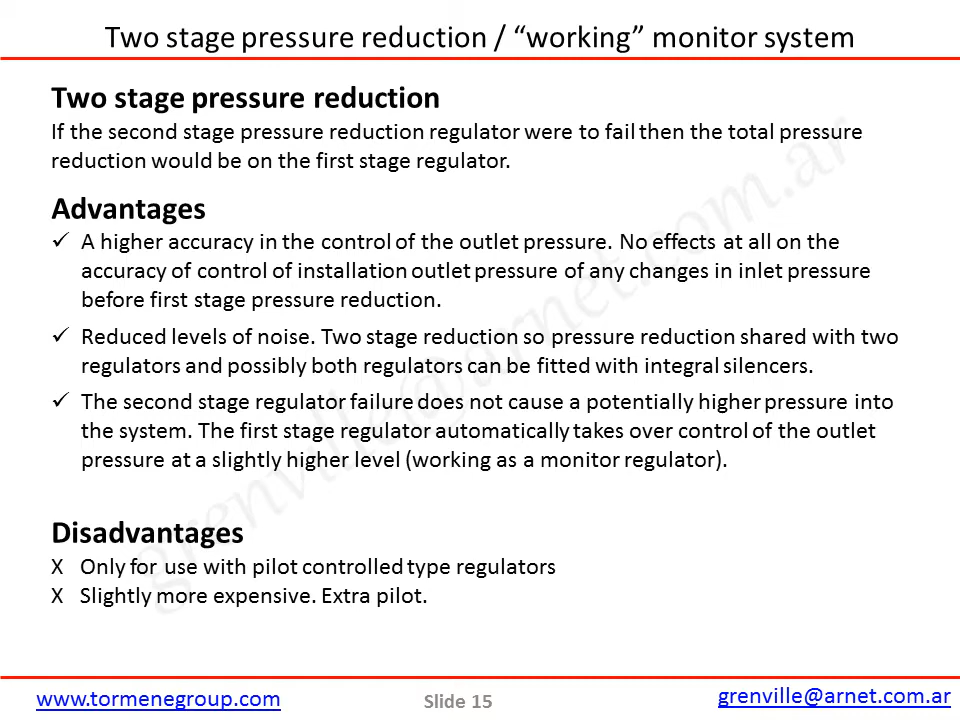 Two stage pressure reduction / “working” monitor system
Two stage pressure reduction
If the second stage pressure reduction regulator were to fail then the total pressure
reduction would be on the first stage regulator.
Advantages
✓ A higher accuracy in the control of the outlet pressure. No effects at all on the
accuracy of control of installation outlet pressure of any changes in inlet pressure
before first stage pressure reduction.
✓ Reduced levels of noise. Two stage reduction so pressure reduction shared with two
regulators and possibly both regulators can be fitted with integral silencers.
✓ The second stage regulator failure does not cause a potentially higher pressure into
the system. The first stage regulator automatically takes over control of the outlet
pressure at a slightly higher level (working as a monitor regulator).
Disadvantages
X Only for use with pilot controlled type regulators
X Slightly more expensive. Extra pilot.
grenville@arnet.com.ar
www.tormenegroup.com
Slide 15
grenville@arnet.com.ar